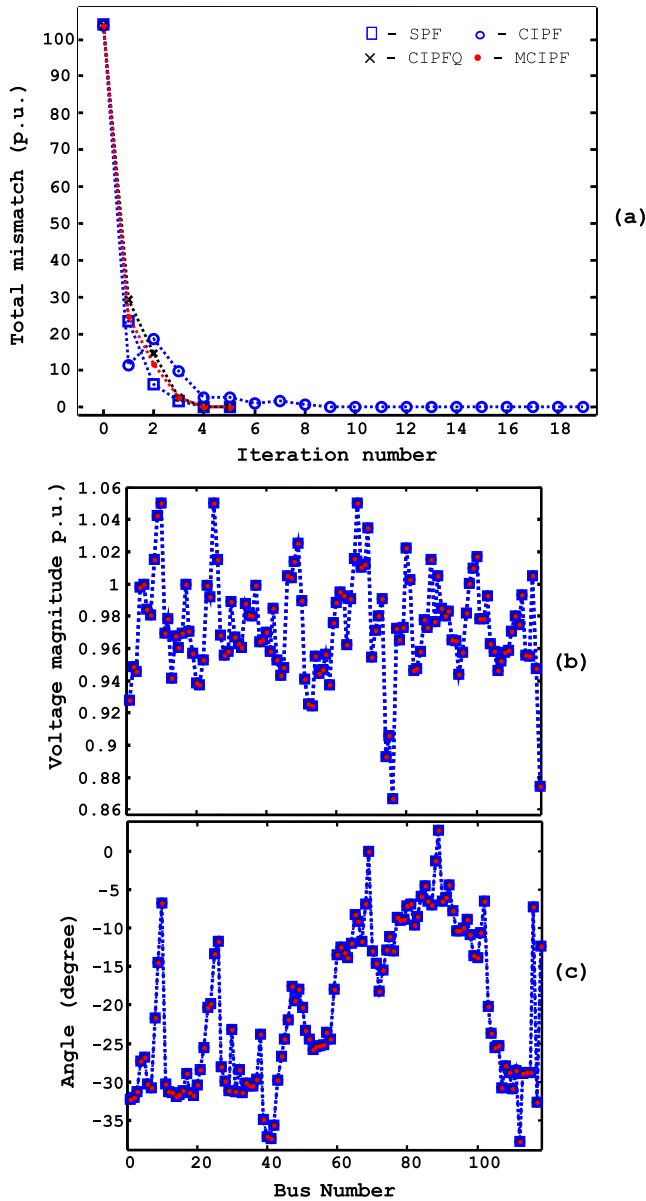 SPF
CIPF
CIPFQ
MCIPF
100
90
80
70
60
50
40
30
20
10
0
Total mismatch (p.u.)
(a)
0 2 4 6 8 10 12 14 16 18
Iteration number
1.06
1.04
1.02
1
0.98
0.96
0.94
0.92
0.9
0.88
0.86
Voltage magnitude p.u.
(b)
0
-5
-10
-15
-20
-25
-30
-35
Angle (degree)
(c)
0 20 40 60 80 100
Bus Number